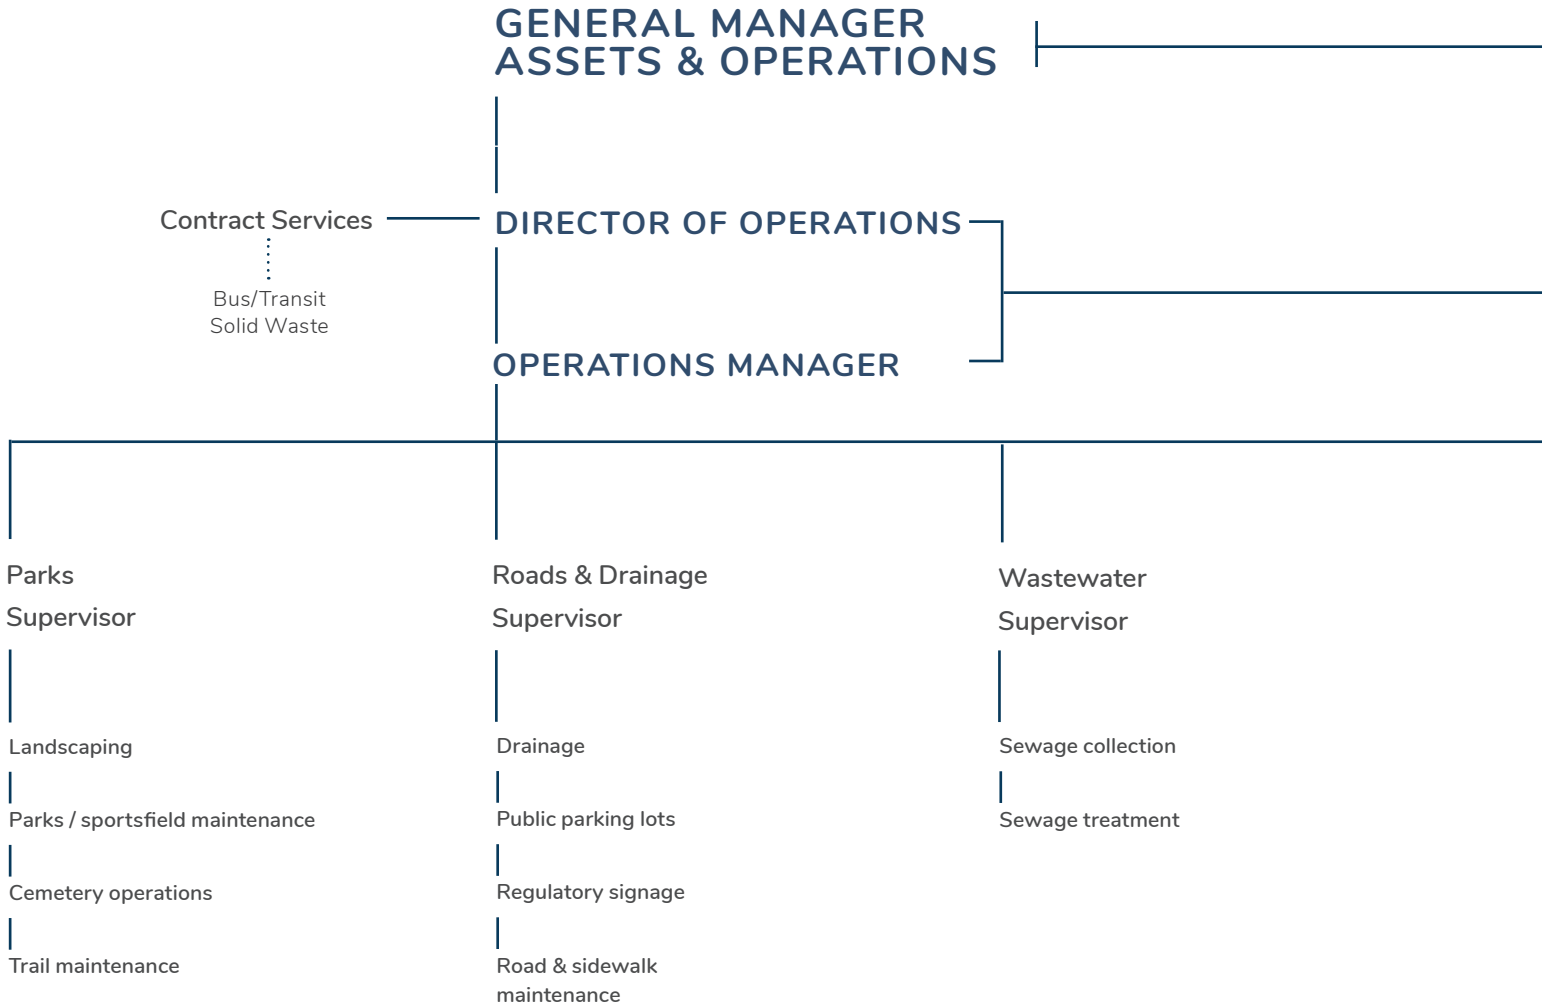 GENERAL MANAGER
ASSETS & OPERATIONS
Contract Services
DIRECTOR OF OPERATIONS
Bus/Transit
Solid Waste
OPERATIONS MANAGER
Parks
Supervisor
Landscaping
Parks / sportsfield maintenance
Cemetery operations
Trail maintenance
Roads & Drainage
Supervisor
Drainage
Public parking lots
Regulatory signage
Road & sidewalk
maintenance
Wastewater
Supervisor
Sewage collection
Sewage treatment